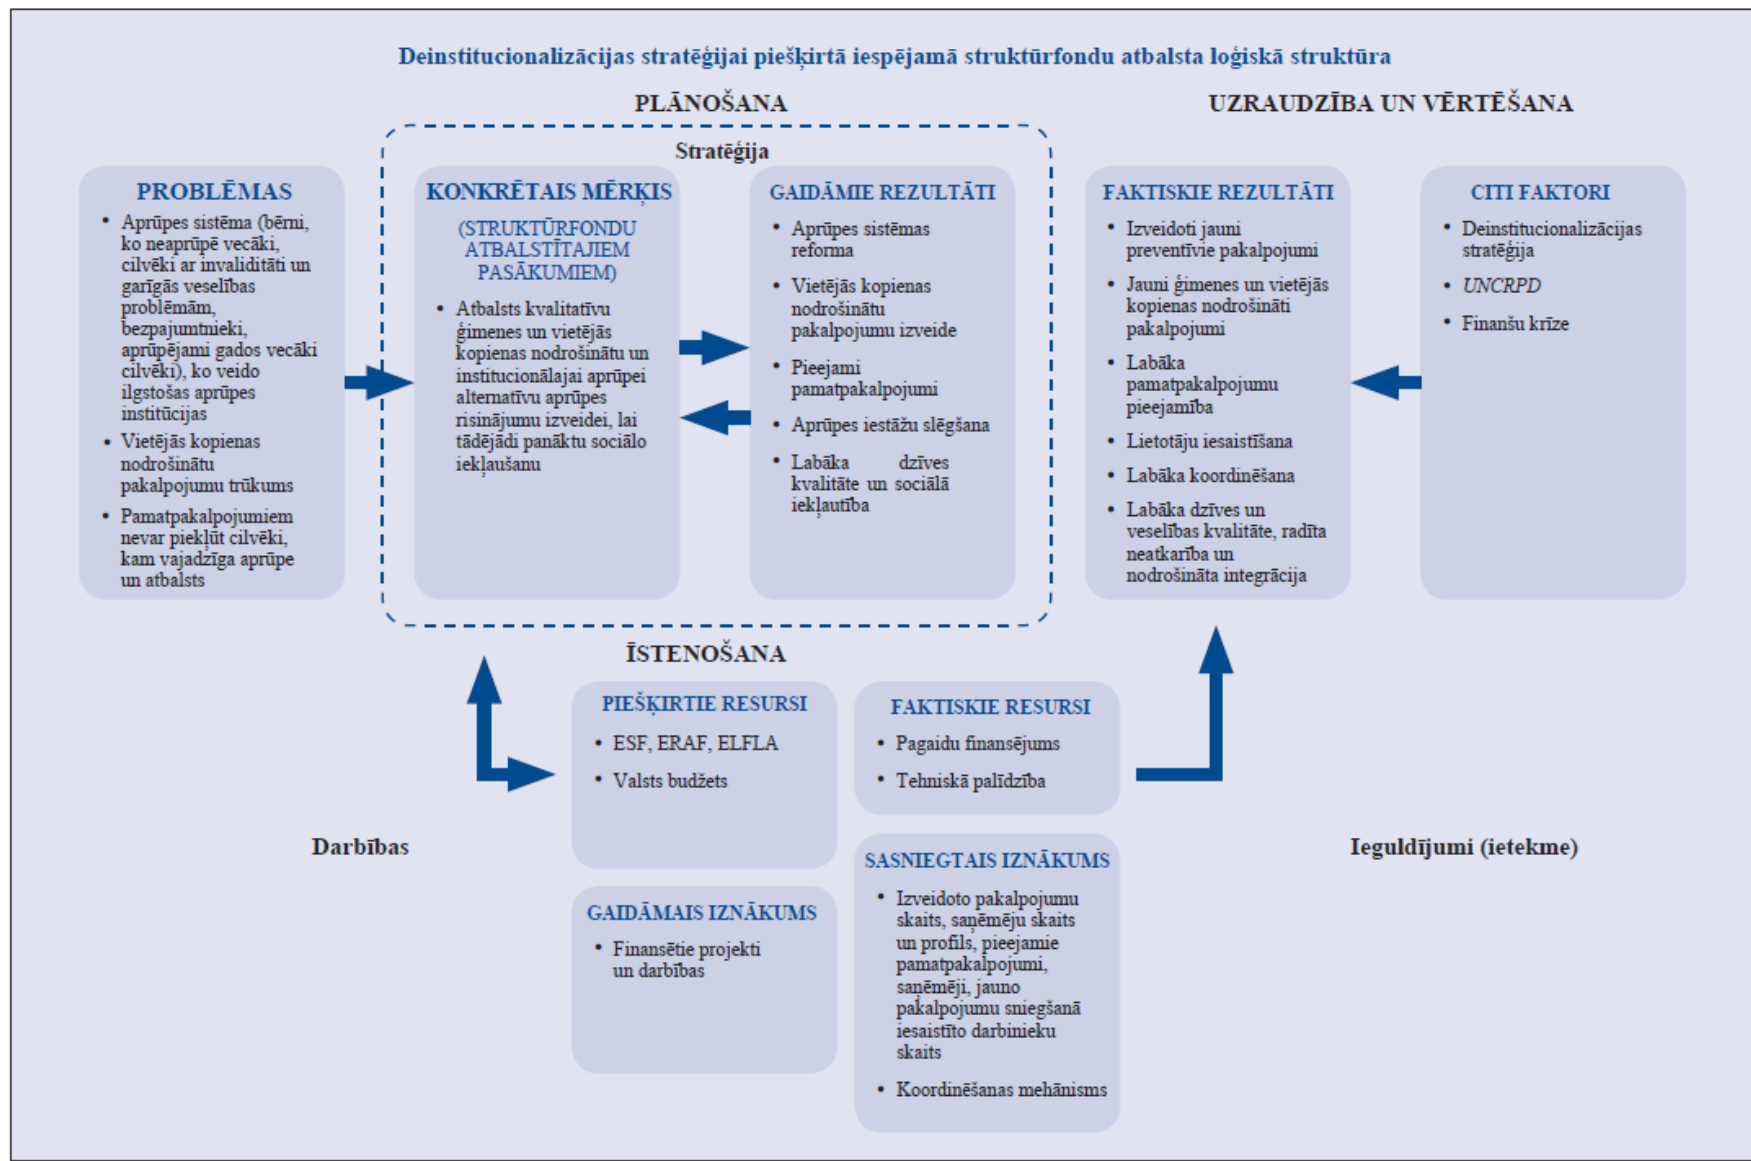 Deinstitucionalizācijas stratēģijai piešķirtā iespējamā struktūrfondu atbalsta loģiskā struktūra
PLĀNOŠANA
UZRAUDZĪBA UN VĒRTĒŠANA
Stratēģija
PROBLĒMAS
• Aprūpes sistēma (bērni,
ko neaprūpē vecāki,
cilvēki ar invaliditāti un
garīgās veselības
problēmām,
bezpajumtnieki,
aprūpējami gados vecāki
cilvēki), ko veido
ilgstošas aprūpes
institūcijas
• Vietējās kopienas
nodrošinātu
pakalpojumu trūkums
• Pamatpakalpojumiem
nevar piekļūt cilvēki,
kam vajadzīga aprūpe
un atbalsts
KONKRĒTAIS MĒRĶIS
(STRUKTŪRFONDU
ATBALSTĪTAJIEM
PASĀKUMIEM)
• Atbalsts kvalitatīvu
ģimenes un vietējās
kopienas nodrošinātu un
institucionālajai aprūpei
alternatīvu aprūpes
risinājumu izveidei, lai
tādējādi panāktu sociālo
iekļaušanu
GAIDĀMIE REZULTĀTI
• Aprūpes sistēmas
reforma
• Vietējās kopienas
nodrošinātu
pakalpojumu izveide
• Pieejami
pamatpakalpojumi
• Aprūpes iestāžu slēgšana
• Labāka dzīves
kvalitāte un sociālā
iekļautība
FAKTISKIE REZULTĀTI
• Izveidoti jauni
preventīvie pakalpojumi
• Jauni ģimenes un vietējās
kopienas nodrošināti
pakalpojumi
• Labāka
pamatpakalpojumu
pieejamība
• Lietotāju iesaistīšana
• Labāka koordinēšana
• Labāka dzīves un
veselības kvalitāte, radīta
neatkarība un
nodrošināta integrācija
CITI FAKTORI
• Deinstitucionalizācijas
stratēģija
• UNCRPD
• Finanšu krīze
ĪSTENOŠANA
PIEŠĶIRTIE RESURSI
• ESF, ERAF, ELFLA
• Valsts budžets
FAKTISKIE RESURSI
• Pagaidu finansējums
• Tehniskā palīdzība
Darbības
Ieguldījumi (ietekme)
GAIDĀMAIS IZNĀKUMS
• Finansētie projekti
un darbības
SASNIEGTAIS IZNĀKUMS
• Izveidoto pakalpojumu
skaits, saņēmēju skaits
un profils, pieejamie
pamatpakalpojumi,
saņēmēji, jauno
pakalpojumu sniegšanā
iesaistīto darbinieku
skaits
• Koordinēšanas mehānisms